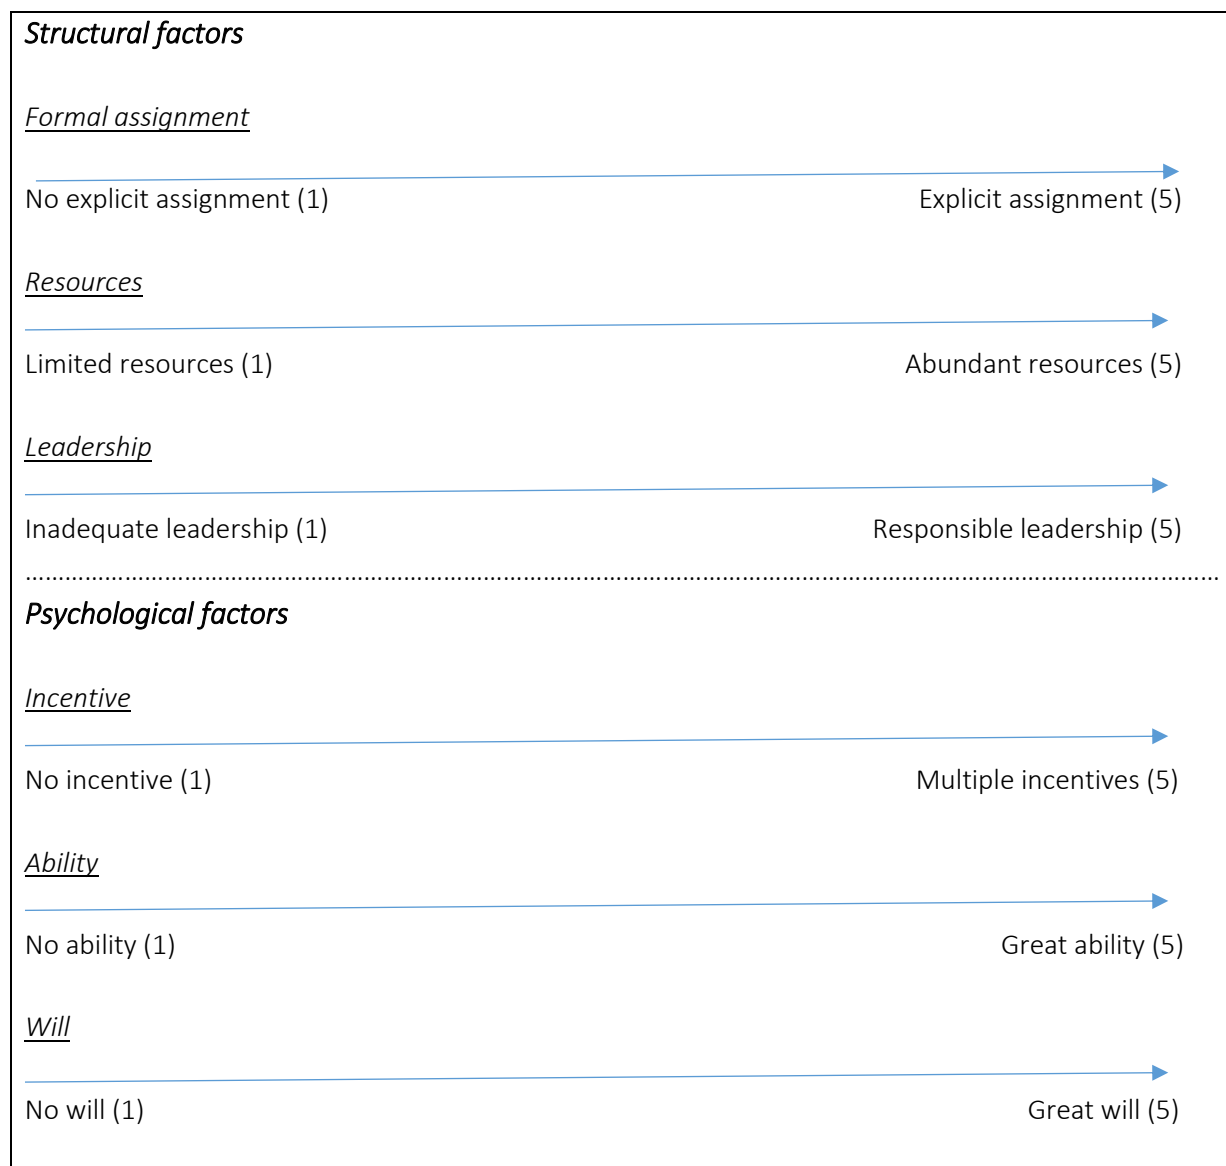 Structural factors
Formal assignment
No explicit assignment (1) Explicit assignment (5)
Resources
Limited resources (1) Abundant resources (5)
Leadership
Inadequate leadership (1) Responsible leadership (5)
Psychological factors
Incentive
No incentive (1) Multiple incentives (5)
Ability
No ability (1) Great ability (5)
Will
No will (1) Great will (5)